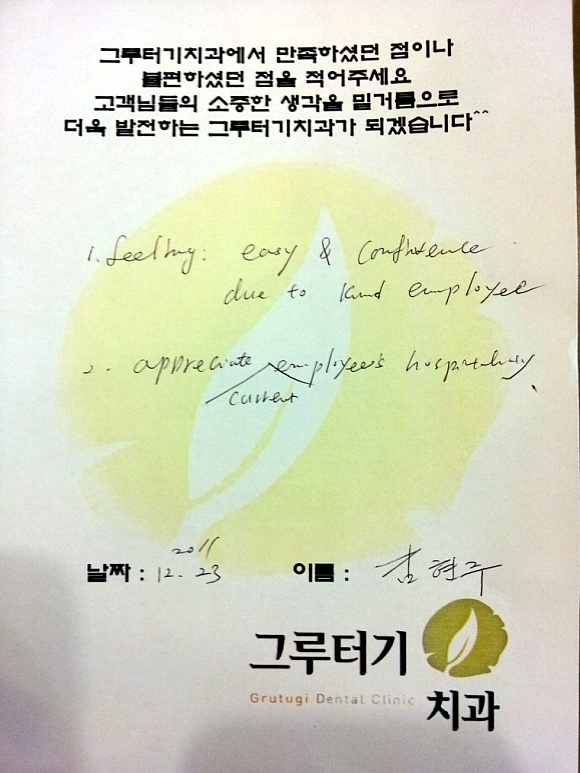 그루터기치과에서 만족하셨던 점이나
불편하셨던 점을 적어주세요
고객님들의 소중한 생각을 밑거름으로
더욱 발전하는 그루터기치과가 되겠습니다^^
1. feeling: easy & Confidence
due to kind employee
2. appreciate employee's hospitality
current
2011
날짜 : 12. 23 이름 : 김현주
그루터기
Grutugi Dental Clinic
치과